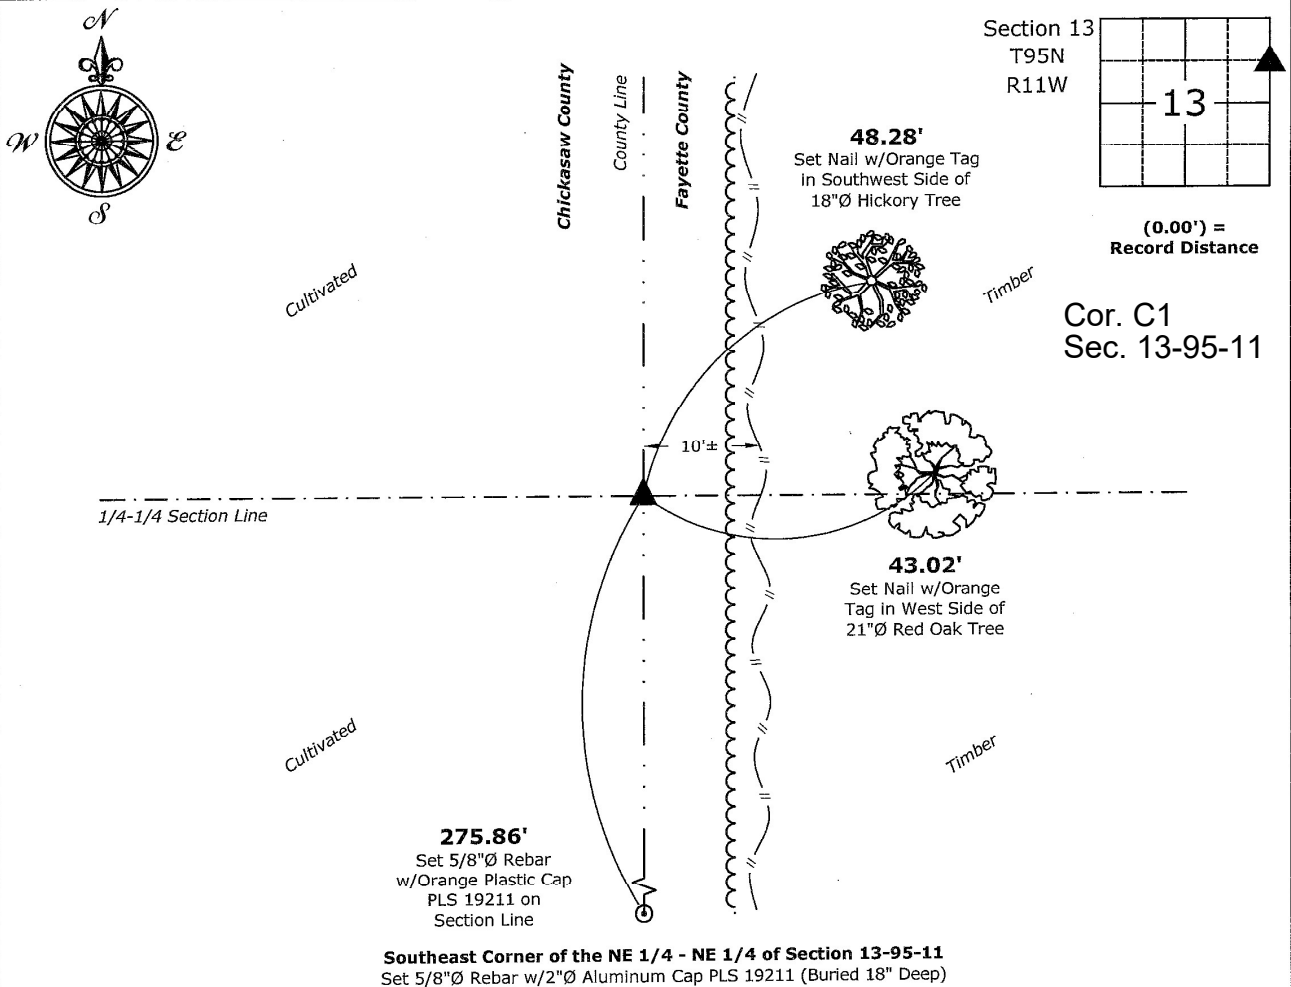 N
W
E
S
Chickasaw County
County Line
Fayette County
Section 13
T95N
R11W
13
(0.00') =
Record Distance
Cor. C1
Sec. 13-95-11
48.28'
Set Nail w/Orange Tag
in Southwest Side of
18"Ø Hickory Tree
Cultivated
Timber
10'±
1/4-1/4 Section Line
43.02'
Set Nail w/Orange
Tag in West Side of
21"Ø Red Oak Tree
Cultivated
Timber
275.86'
Set 5/8"Ø Rebar
w/Orange Plastic Cap
PLS 19211 on
Section Line
Southeast Corner of the NE 1/4 - NE 1/4 of Section 13-95-11
Set 5/8"Ø Rebar w/2"Ø Aluminum Cap PLS 19211 (Buried 18" Deep)